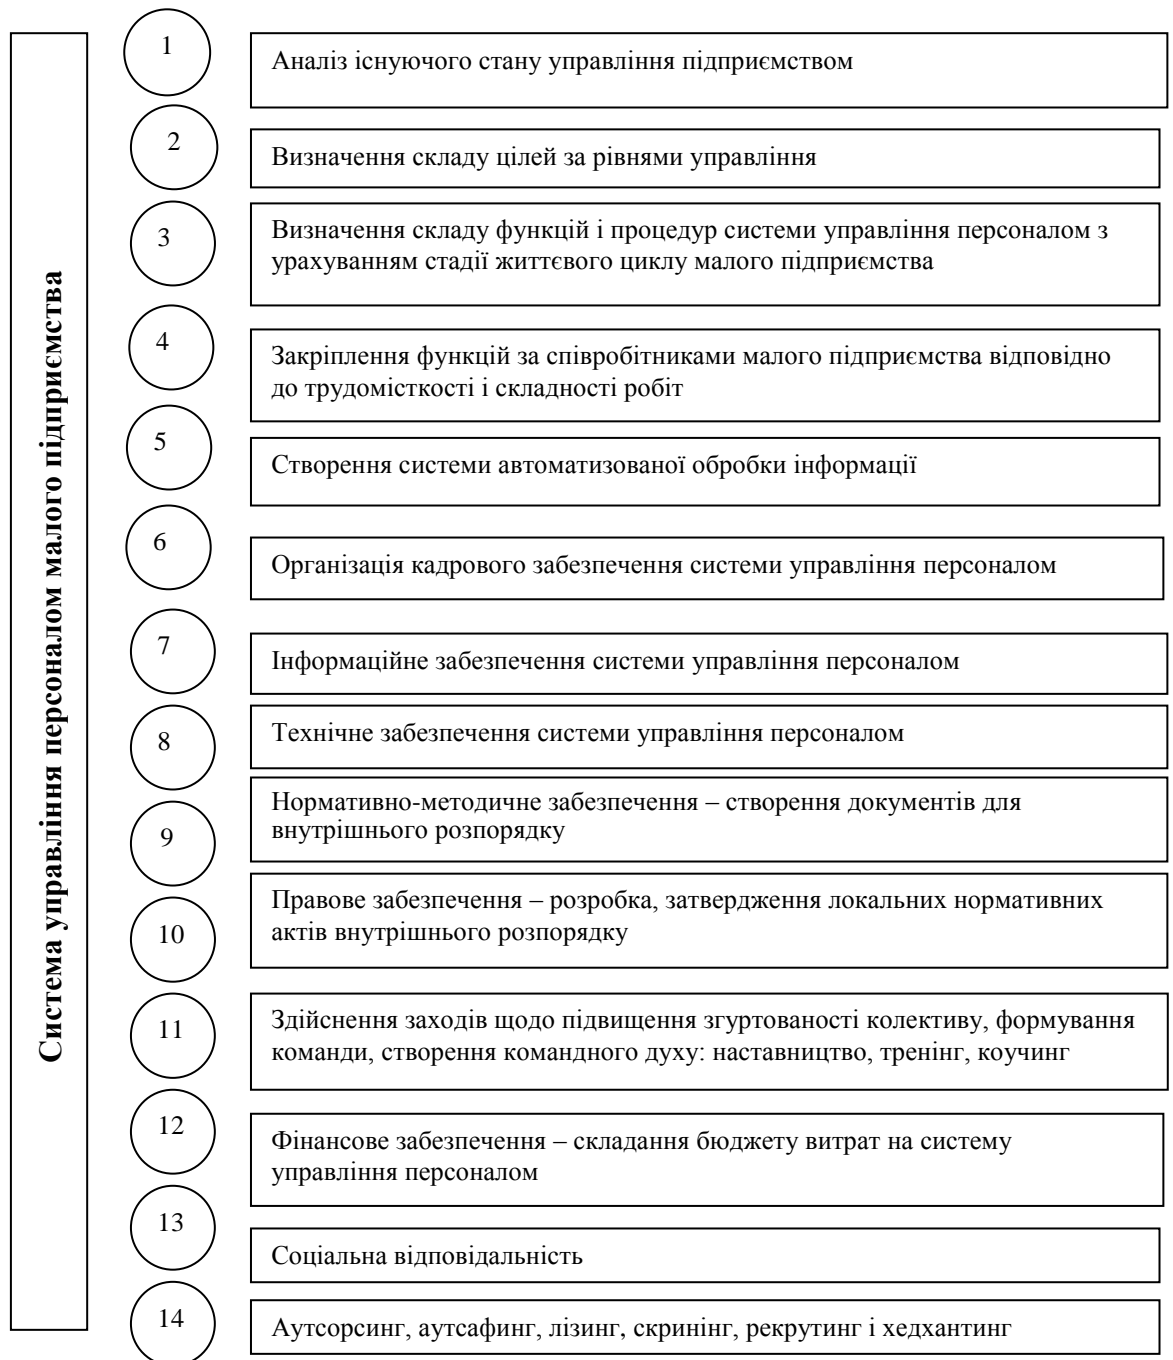 Система управління персоналом малого підприємства
1
Аналіз існуючого стану управління підприємством
2
Визначення складу цілей за рівнями управління
3
Визначення складу функцій і процедур системи управління персоналом з
урахуванням стадії життєвого циклу малого підприємства
4
Закріплення функцій за співробітниками малого підприємства відповідно
до трудомісткості і складності робіт
5
Створення системи автоматизованої обробки інформації
6
Організація кадрового забезпечення системи управління персоналом
7
Інформаційне забезпечення системи управління персоналом
8
Технічне забезпечення системи управління персоналом
9
Нормативно-методичне забезпечення – створення документів для
внутрішнього розпорядку
10
Правове забезпечення – розробка, затвердження локальних нормативних
актів внутрішнього розпорядку
11
Здійснення заходів щодо підвищення згуртованості колективу, формування
команди, створення командного духу: наставництво, тренінг, коучинг
12
Фінансове забезпечення – складання бюджету витрат на систему
управління персоналом
13
Соціальна відповідальність
14
Аутсорсинг, аутсафинг, лізинг, скринінг, рекрутинг і хедхантинг